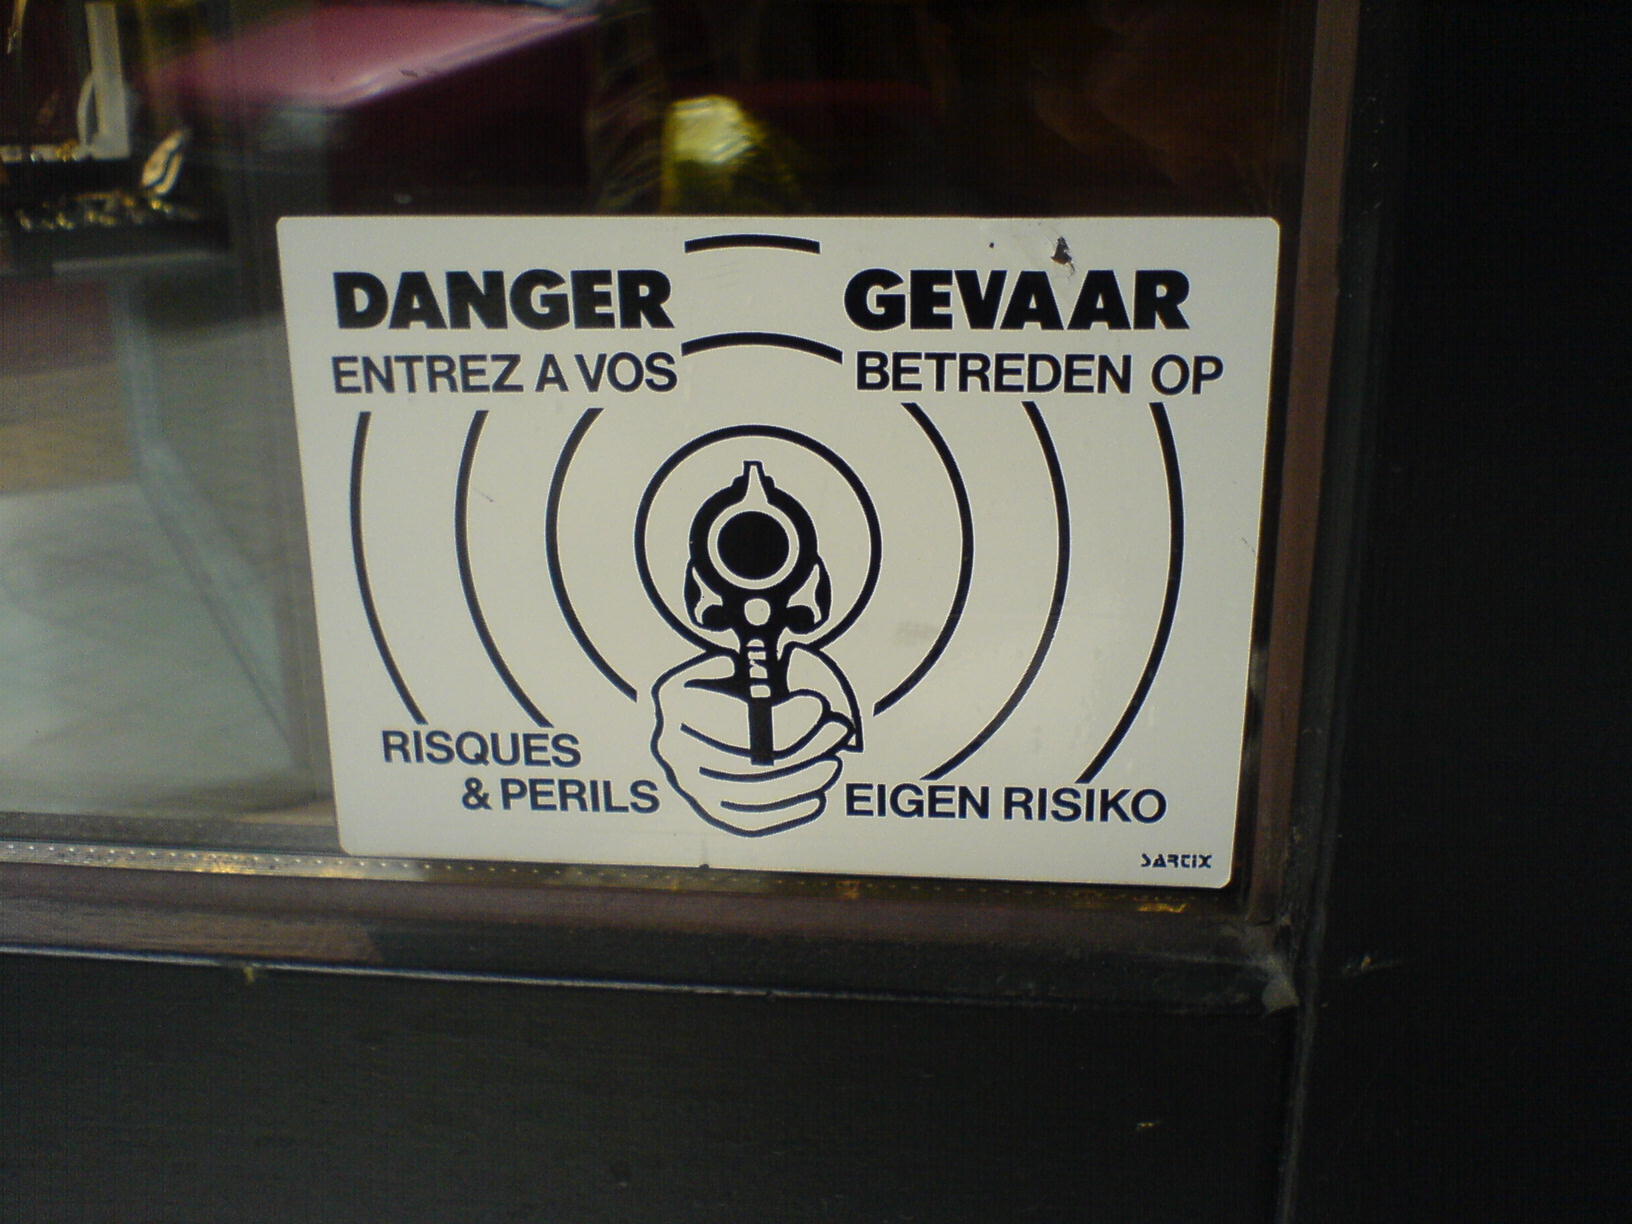 DANGER
ENTREZ A VOS
RISQUES
& PERILS
GEVAAR
BETREDEN OP
EIGEN RISIKO
SARTIX